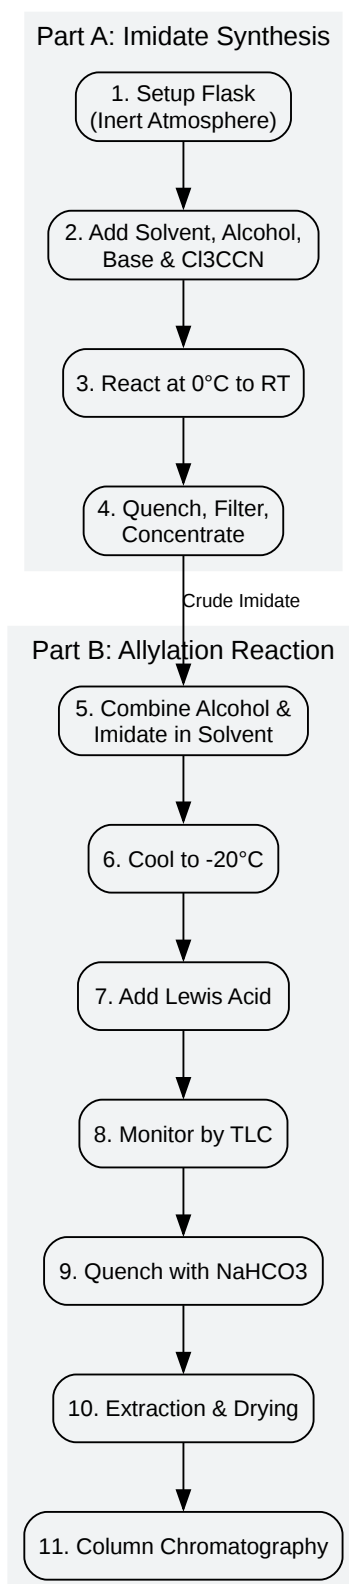 Part A: Imidate Synthesis
1. Setup Flask
(Inert Atmosphere)
2. Add Solvent, Alcohol,
Base & Cl3CCN
3. React at 0°C to RT
4. Quench, Filter,
Concentrate
Crude Imidate
Part B: Allylation Reaction
5. Combine Alcohol &
Imidate in Solvent
6. Cool to -20°C
7. Add Lewis Acid
8. Monitor by TLC
9. Quench with NaHCO3
10. Extraction & Drying
11. Column Chromatography